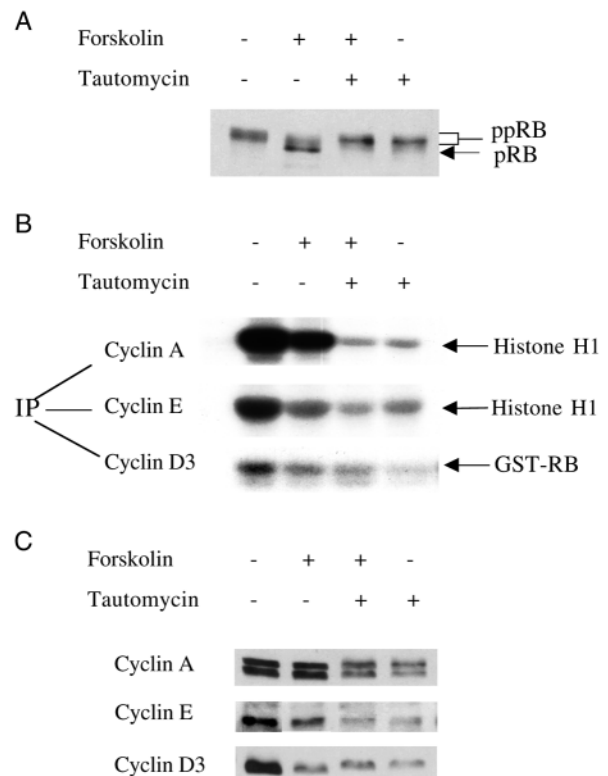 A
Forskolin - + + -
Tautomycin - - + +
ppRB
pRB
B
Forskolin - + + -
Tautomycin - - + +
Cyclin A Histone H1
IP Cyclin E Histone H1
Cyclin D3 GST-RB
C
Forskolin - + + -
Tautomycin - - + +
Cyclin A
Cyclin E
Cyclin D3